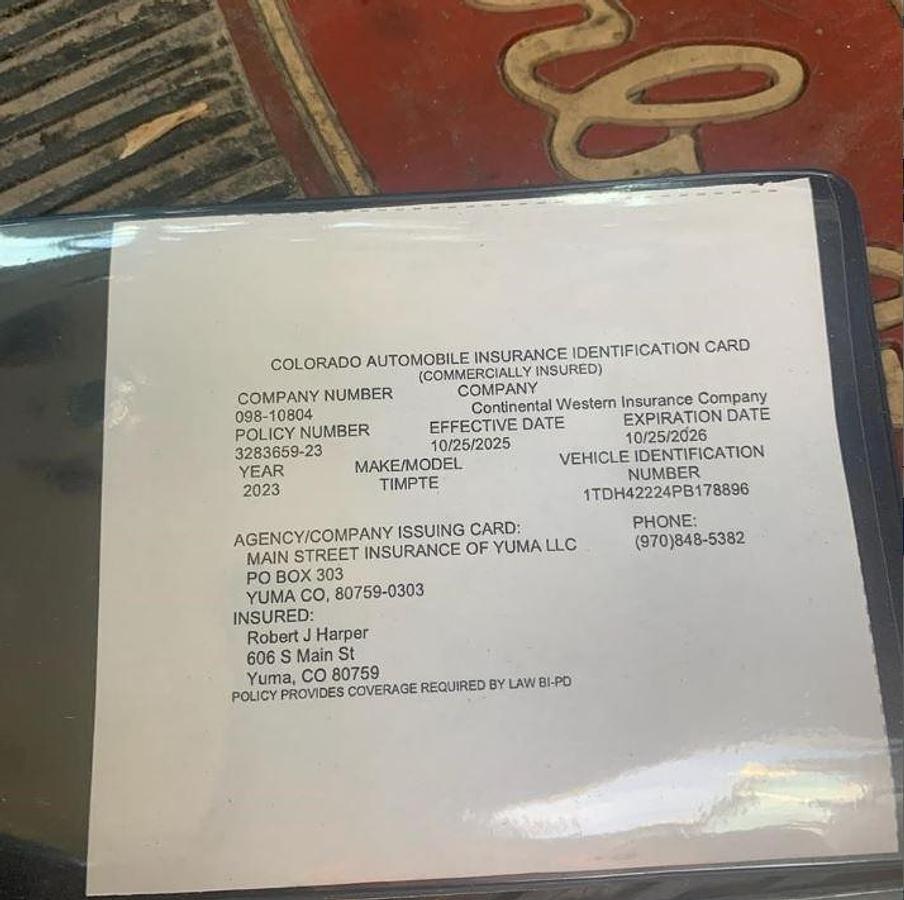 COLORADO AUTOMOBILE INSURANCE IDENTIFICATION CARD
(COMMERCIALLY INSURED)
COMPANY NUMBER COMPANY
098-10804 Continental Western Insurance Company
POLICY NUMBER EFFECTIVE DATE EXPIRATION DATE
3283659-23 10/25/2025 10/25/2026
YEAR MAKE/MODEL VEHICLE IDENTIFICATION NUMBER
2023 TIMPTE 1TDH42224PB178896
AGENCY/COMPANY ISSUING CARD: PHONE:
MAIN STREET INSURANCE OF YUMA LLC (970)848-5382
PO BOX 303
YUMA CO, 80759-0303
INSURED:
Robert J Harper
606 S Main St
Yuma, CO 80759
POLICY PROVIDES COVERAGE REQUIRED BY LAW BI-PD